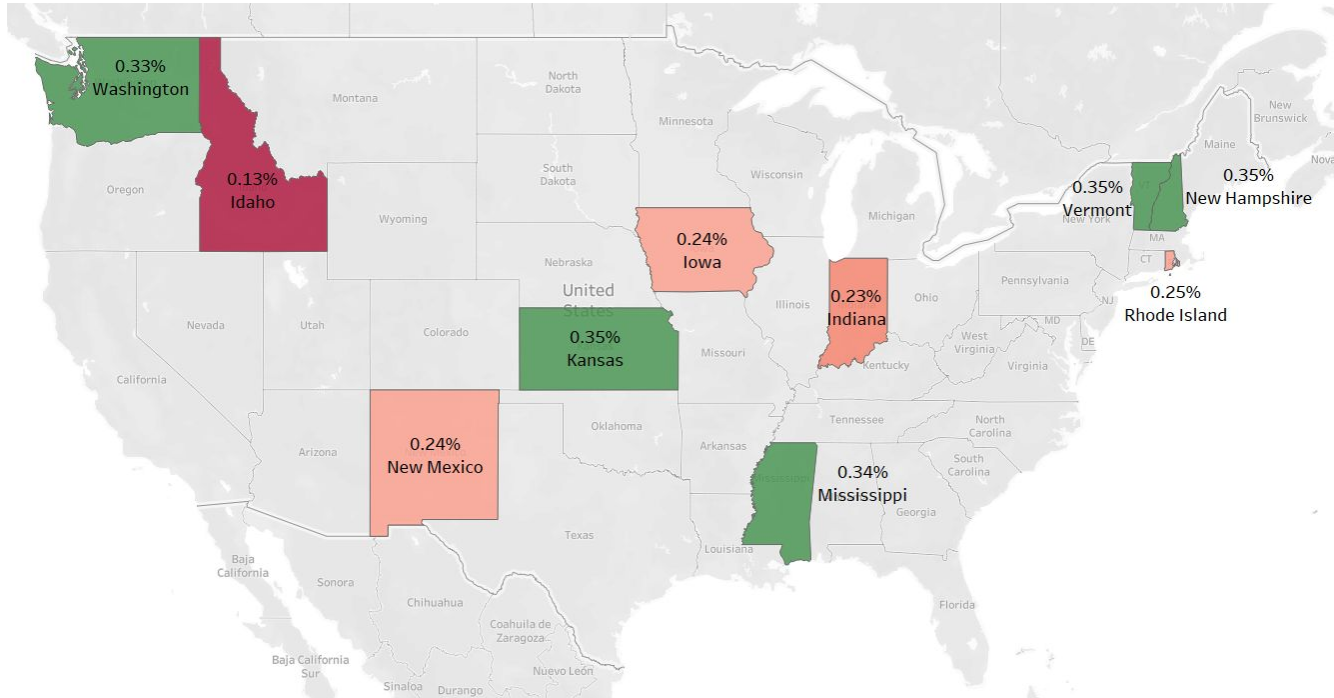 0.33%
Washington
Montana
North
Dakota
Minnesota
New
Brunswick
Maine
Oregon
0.13%
Idaho
South
Dakota
Wisconsin
Michigan
0.35%
Vermont
VT
0.35%
New Hampshire
Nova
Wyoming
New York
0.24%
Iowa
MA
CT
Nebraska
United
States
0.23%
Indiana
Illinois
Ohio
Pennsylvania
NJ
0.25%
Rhode Island
Nevada
Utah
Colorado
0.35%
Kansas
Missouri
West
Virginia
MD
DE
Kentucky
Virginia
California
Arizona
0.24%
New Mexico
Oklahoma
Arkansas
Tennessee
North
Carolina
South
Carolina
Mississippi
0.34%
Mississippi
Georgia
Texas
Louisiana
Florida
Baja
California
Sonora
Chihuahua
Coahuila de
Zaragoza
Baja California
Sur
Sinaloa
Durango
Nuevo León